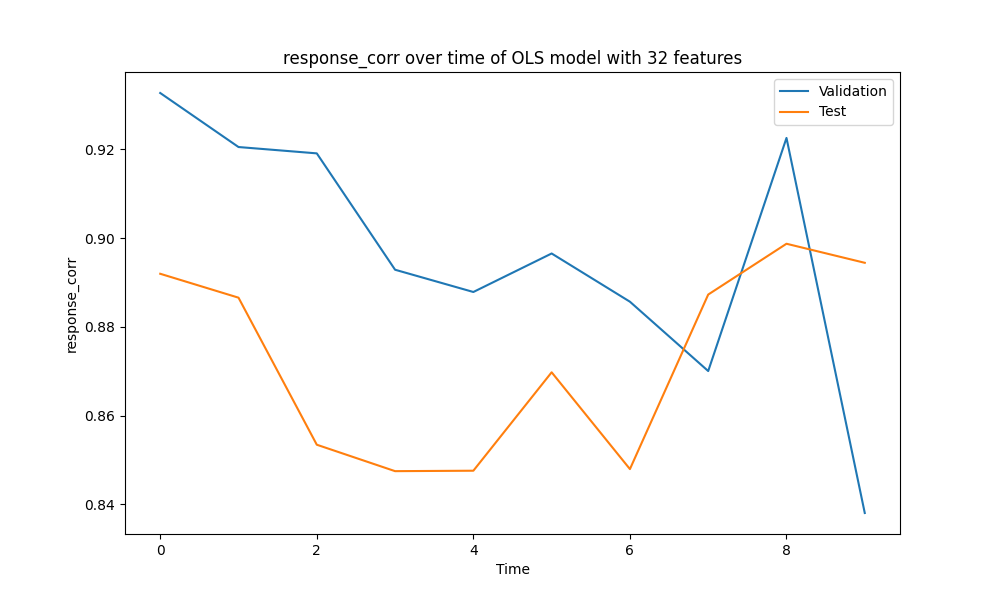 response_corr over time of OLS model with 32 features
Validation
Test
0.92
0.90
0.88
0.86
0.84
response_corr
0 2 4 6 8
Time